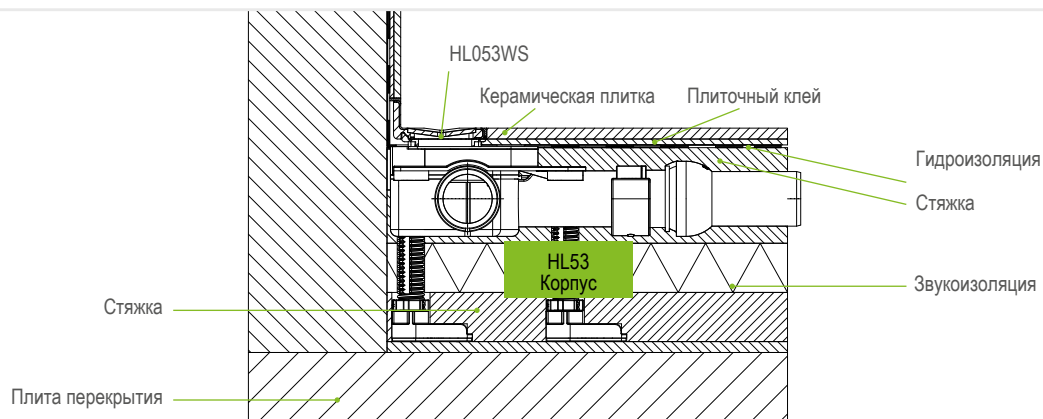 HL053WS
Керамическая плитка
Плиточный клей
Гидроизоляция
Стяжка
HL53
Корпус
Звукоизоляция
Стяжка
Плита перекрытия